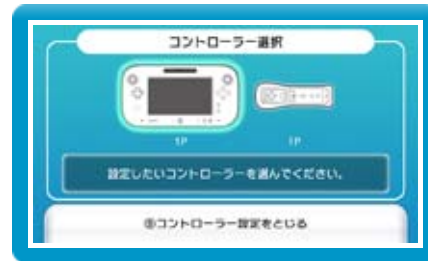 コントローラー選択
1P 1P
設定したいコントローラーを選んでください。
Ⓑコントローラー設定をとじる